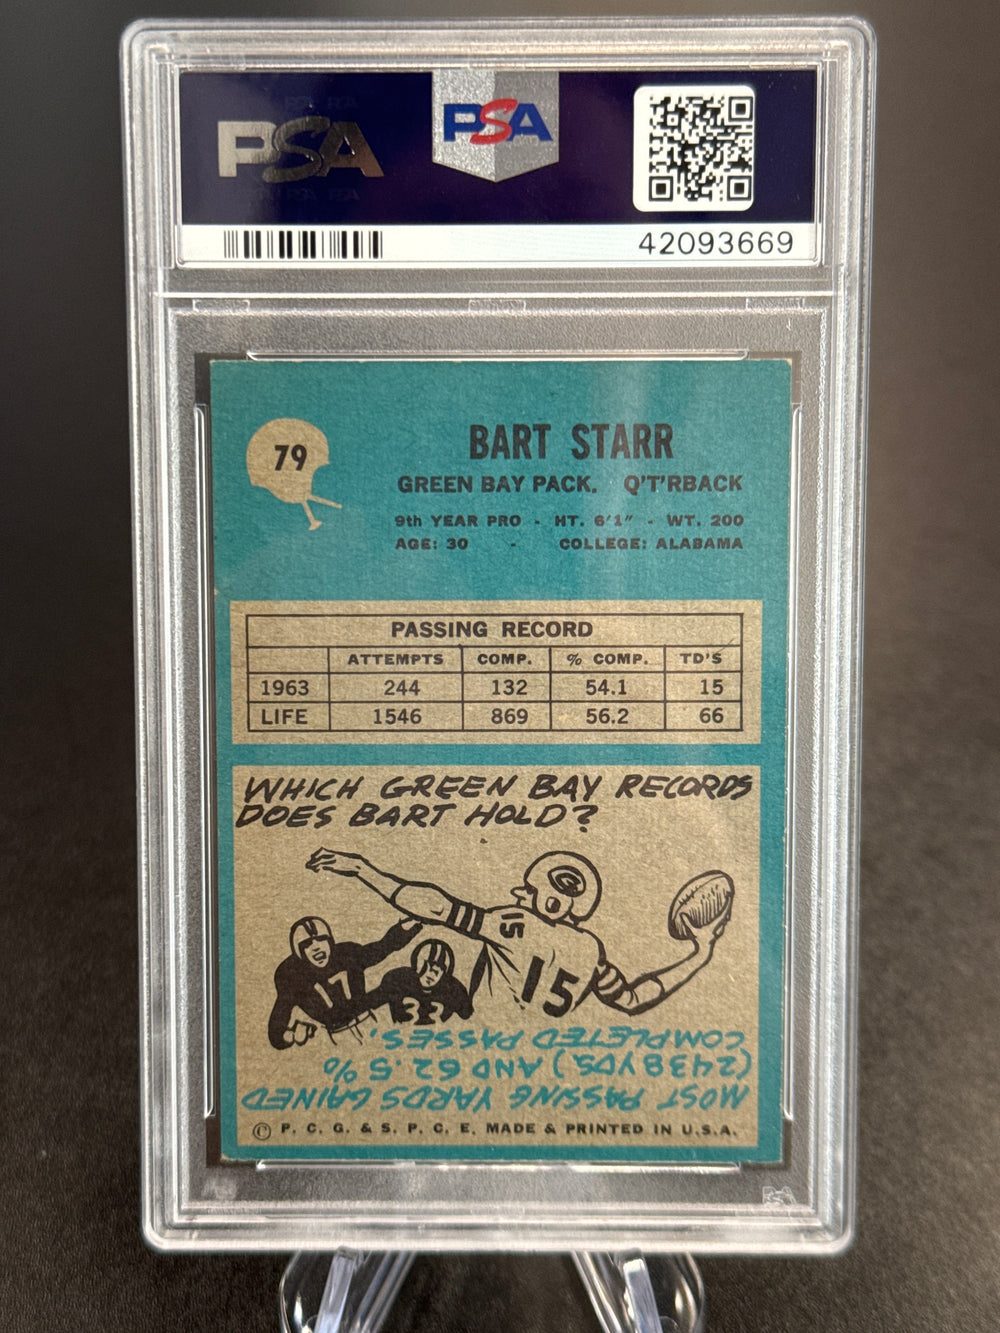 PSA
PSA
42093669
79
BART STARR
GREEN BAY PACK. Q'T'RBACK
9th YEAR PRO - HT. 6'1" - WT. 200
AGE: 30 - COLLEGE: ALABAMA
PASSING RECORD
ATTEMPTS COMP. % COMP. TD'S
1963 244 132 54.1 15
LIFE 1546 869 56.2 66
WHICH GREEN BAY RECORDS
DOES BART HOLD?
G
15
15
17
33
MOST PASSING YARDS GAINED
(2438 YDS.) AND 62.5%
COMPLETED PASSES.
© P. C. G. & S. P. C. E. MADE & PRINTED IN U.S.A.
PSA